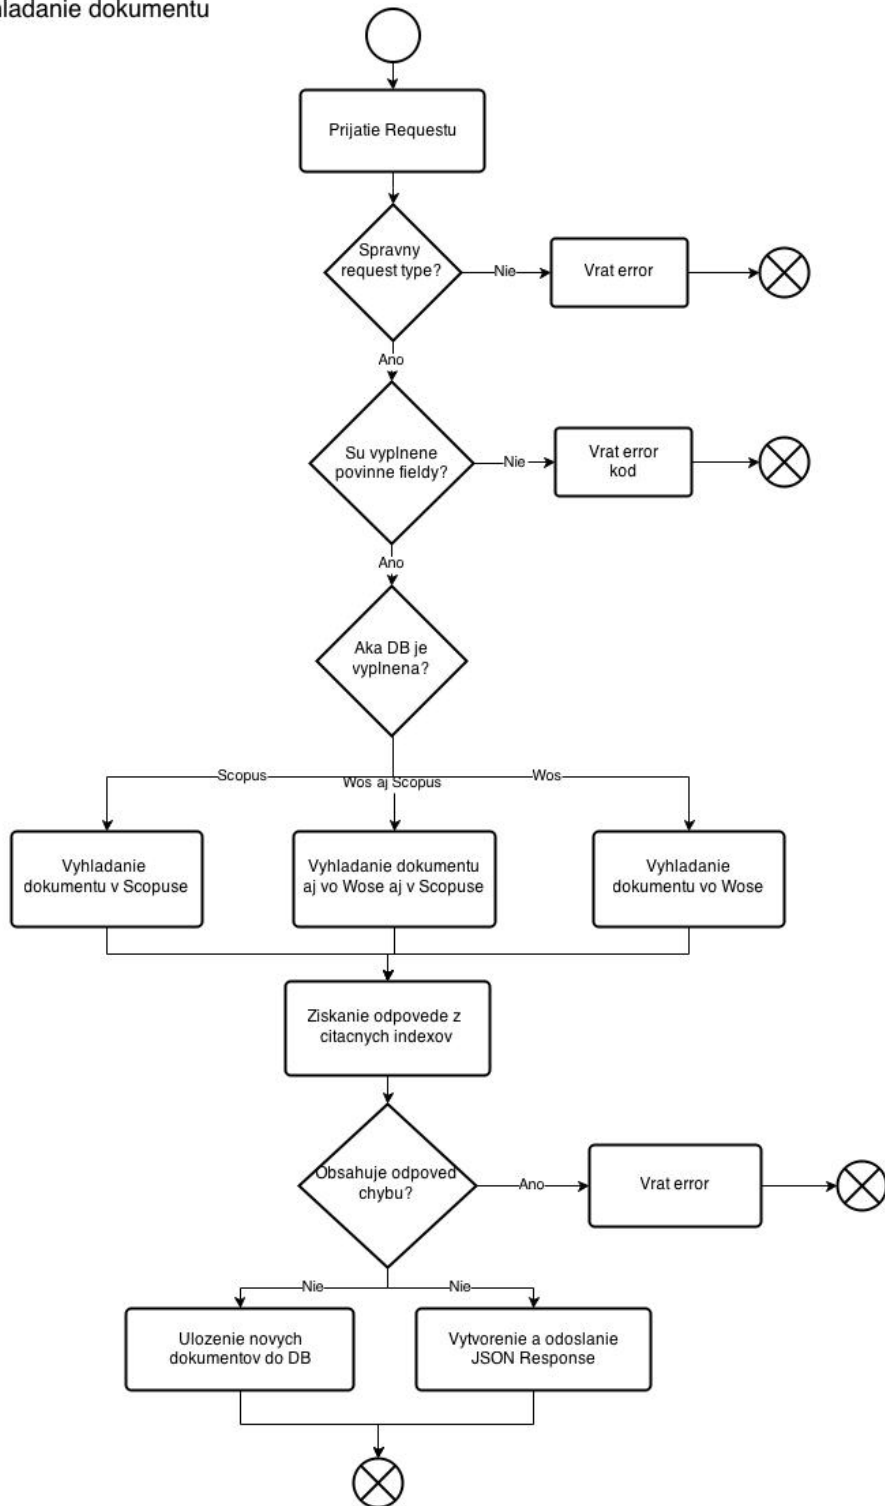 dokumentu
Prijatie Requestu
Spravny
request type?
Nie
Vrat error
Ano
Su vyplnene
povinne fieldy?
Nie
Vrat error
kod
Ano
Aka DB je
vyplnena?
Scopus
Wos aj Scopus
Wos
Vyhladanie
dokumentu v Scopuse
Vyhladanie dokumentu
aj vo Wose aj v Scopuse
Vyhladanie
dokumentu vo Wose
Ziskanie odpovede z
citacnych indexov
Obsahuje odpoved
chybu?
Ano
Vrat error
Nie
Nie
Ulozenie novych
dokumentov do DB
Vytvorenie a odoslanie
JSON Response